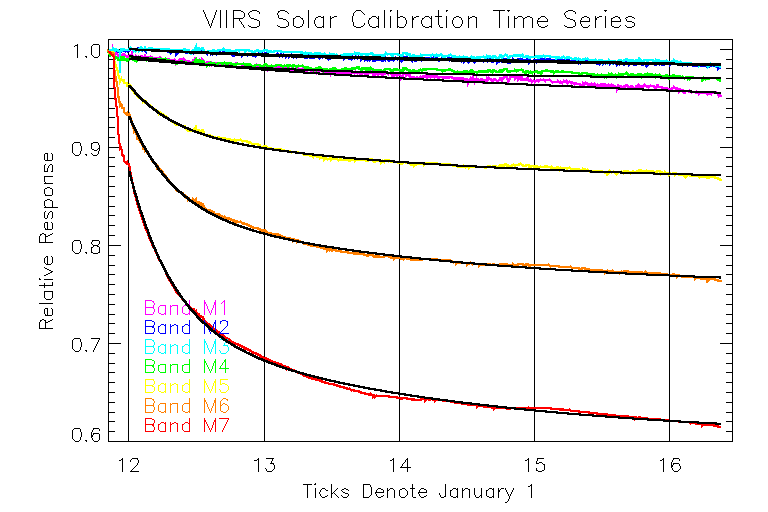 VIIRS Solar Calibration Time Series
1.0
0.9
0.8
0.7
0.6
Relative Response
Band M1
Band M2
Band M3
Band M4
Band M5
Band M6
Band M7
12 13 14 15 16
Ticks Denote January 1